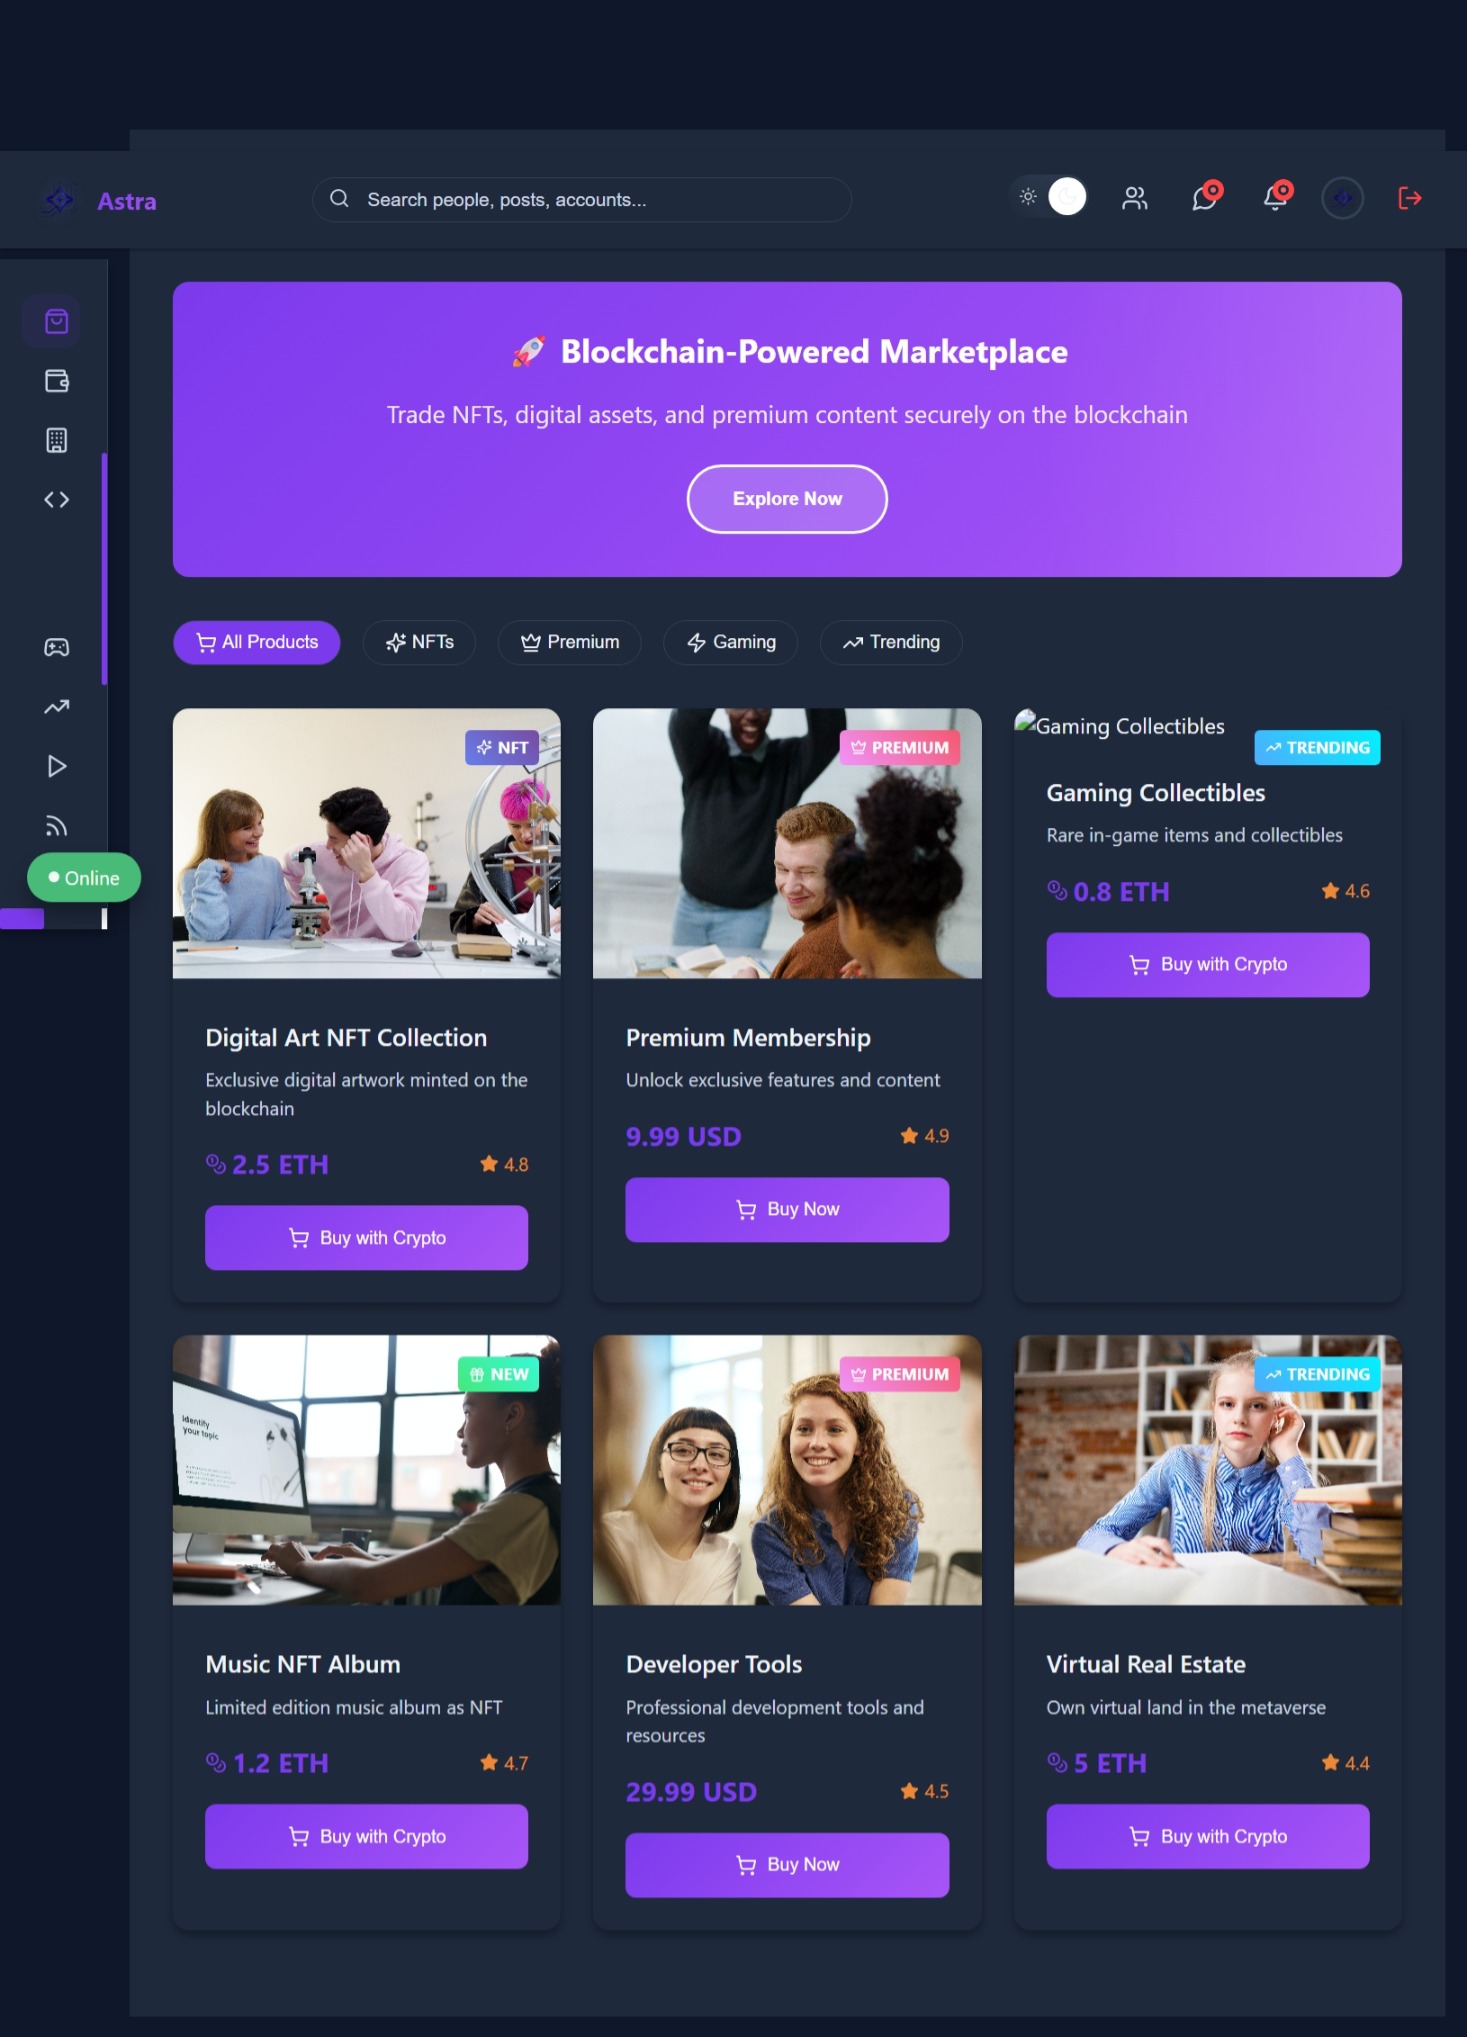 Astra
Search people, posts, accounts...
🚀 Blockchain-Powered Marketplace
Trade NFTs, digital assets, and premium content securely on the blockchain
Explore Now
All Products
NFTs
Premium
Gaming
Trending
Online
NFT
Digital Art NFT Collection
Exclusive digital artwork minted on the
blockchain
2.5 ETH
4.8
Buy with Crypto
PREMIUM
Premium Membership
Unlock exclusive features and content
9.99 USD
4.9
Buy Now
Gaming Collectibles
TRENDING
Gaming Collectibles
Rare in-game items and collectibles
0.8 ETH
4.6
Buy with Crypto
NEW
Identify
your topic
Music NFT Album
Limited edition music album as NFT
1.2 ETH
4.7
Buy with Crypto
PREMIUM
Developer Tools
Professional development tools and
resources
29.99 USD
4.5
Buy Now
TRENDING
Virtual Real Estate
Own virtual land in the metaverse
5 ETH
4.4
Buy with Crypto